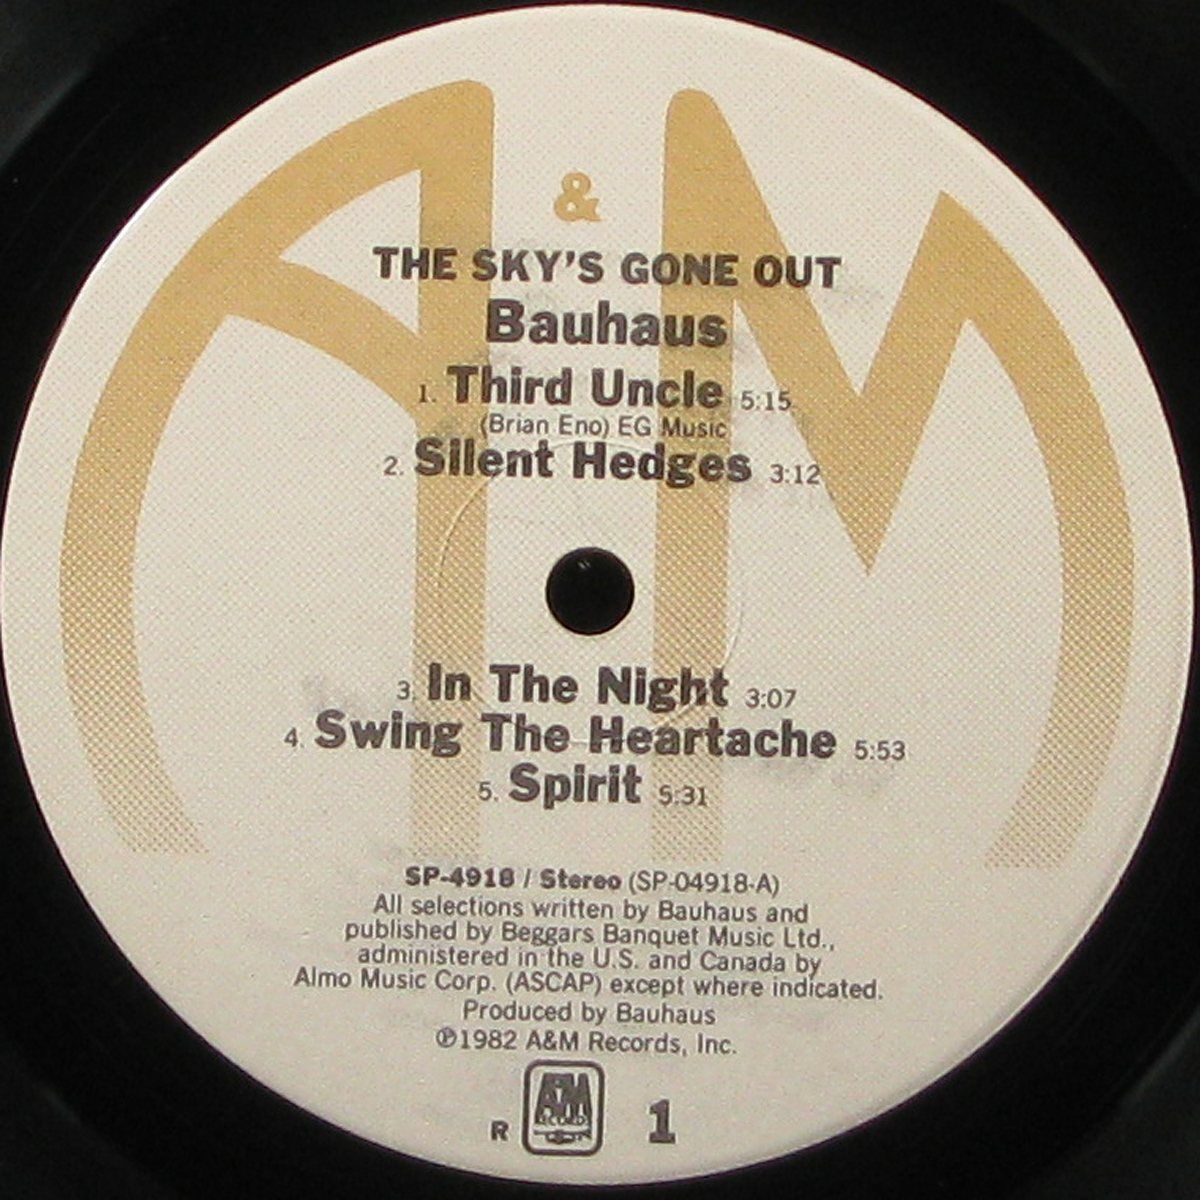 A & M
THE SKY'S GONE OUT
Bauhaus
1. Third Uncle 5:15
(Brian Eno) EG Music
2. Silent Hedges 3:12
3. In The Night 3:07
4. Swing The Heartache 5:53
5. Spirit 5:31
SP-4918 / Stereo (SP-04918-A)
All selections written by Bauhaus and
published by Beggars Banquet Music Ltd.,
administered in the U.S. and Canada by
Almo Music Corp. (ASCAP) except where indicated.
Produced by Bauhaus
℗1982 A&M Records, Inc.
R A&M RECORDS 1